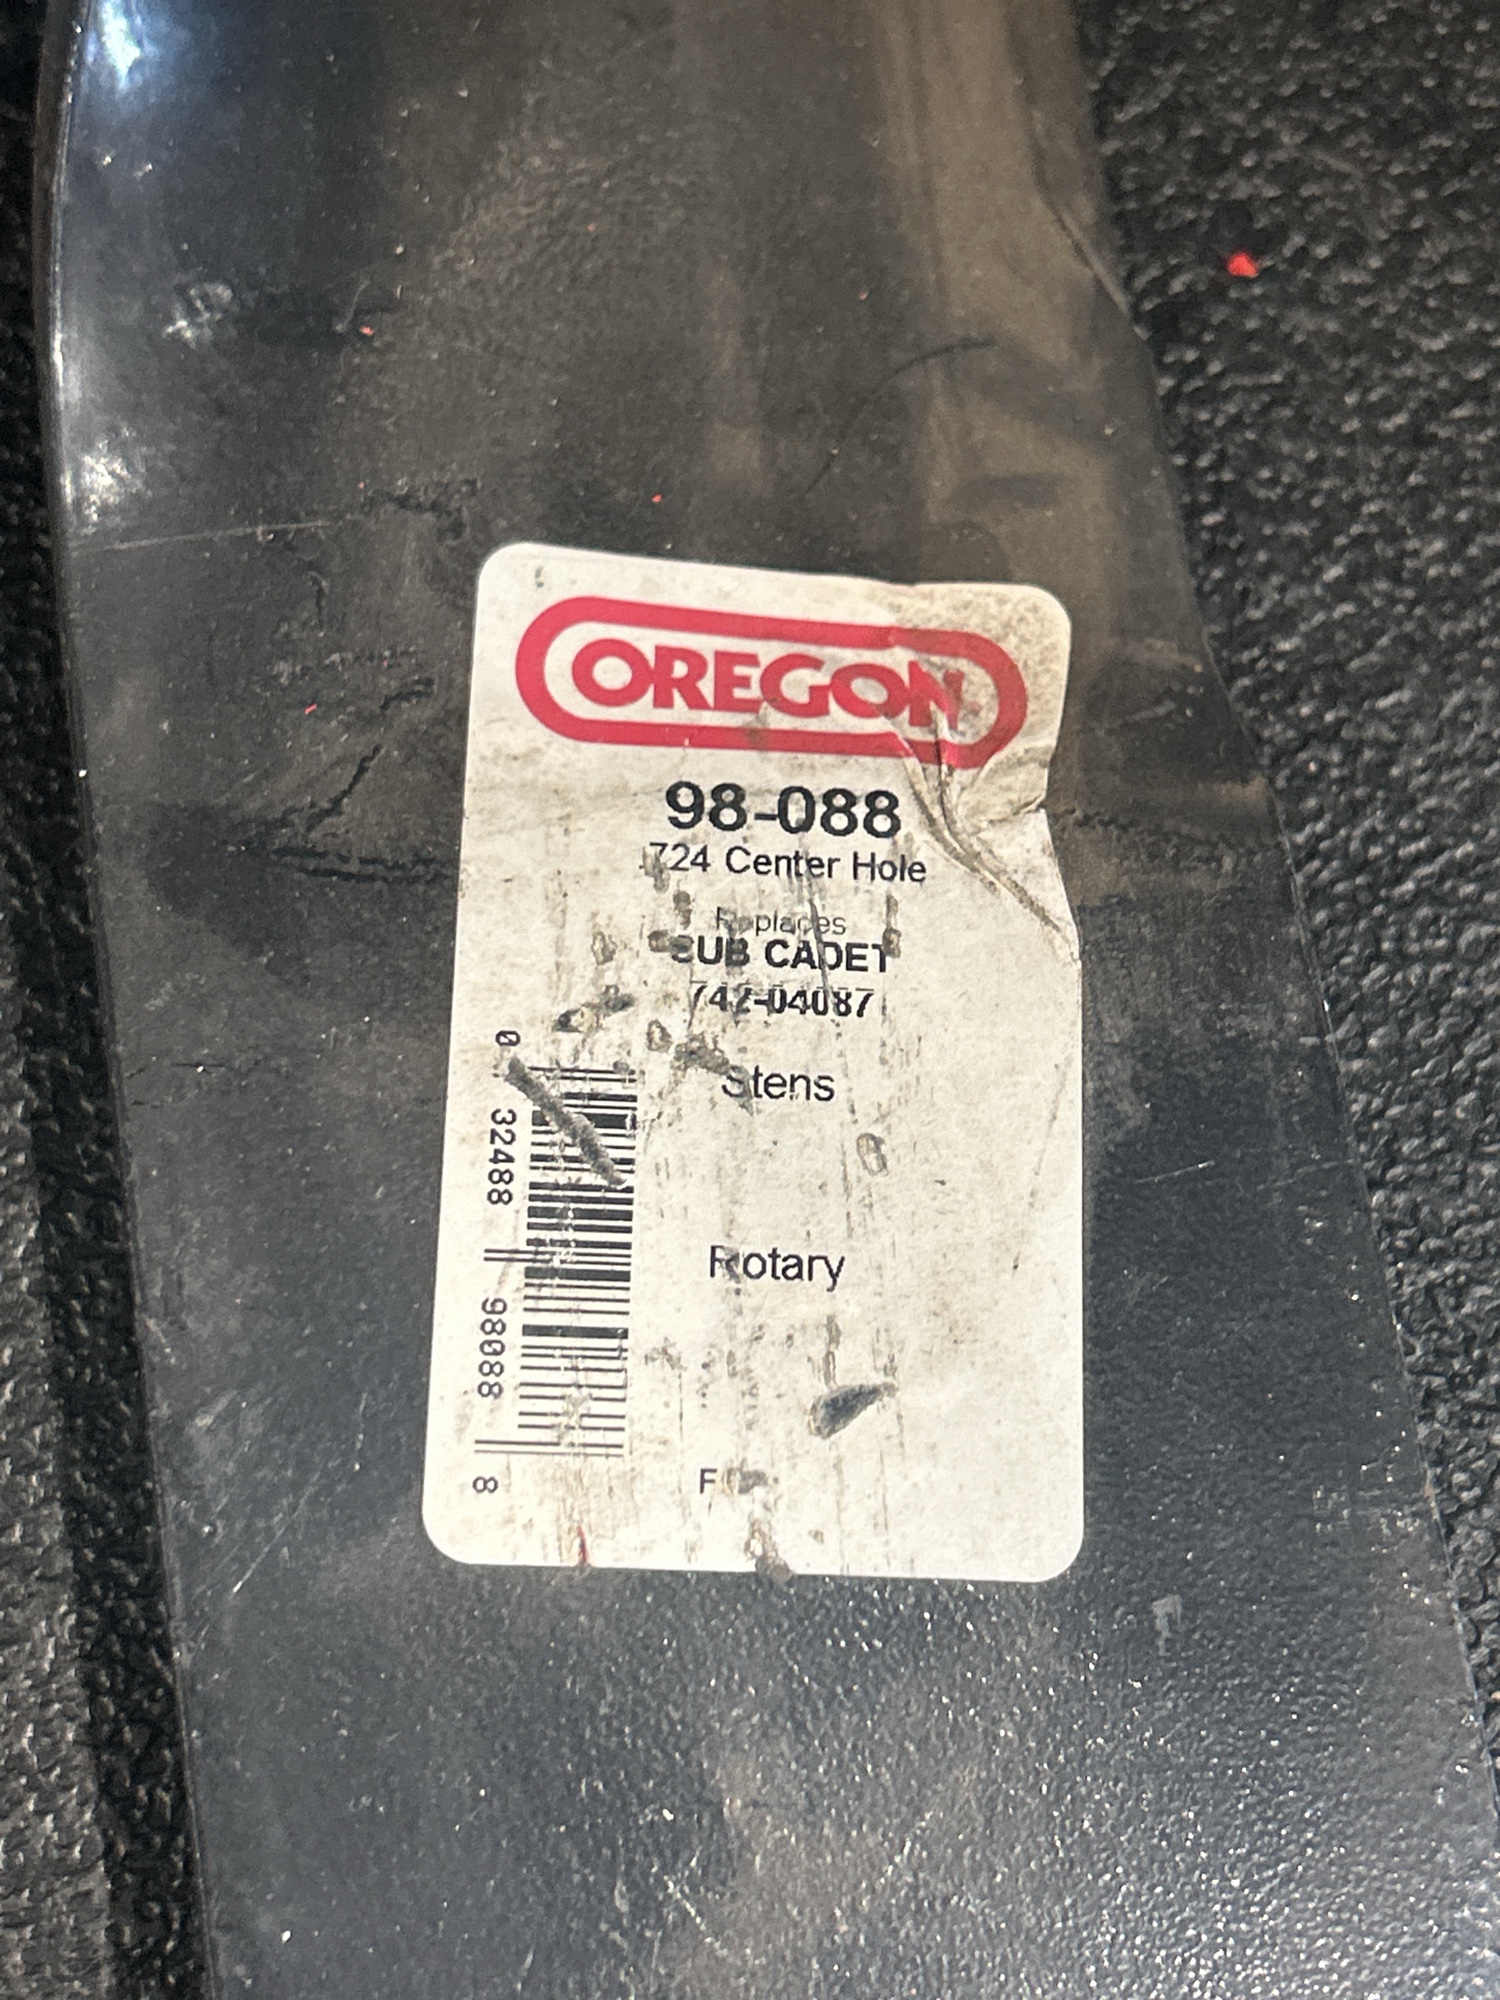 OREGON
98-088
.724 Center Hole
Replaces
CUB CADET
742-04087
Stens
Rotary
F
0 32488 98088 8